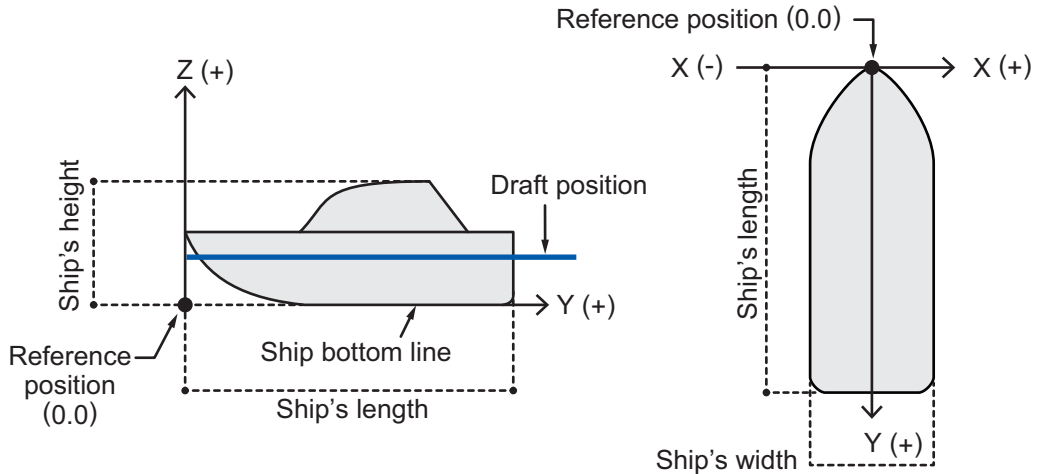 Z (+)
Ship's height
Draft position
Y (+)
Reference
position
(0.0)
Ship bottom line
Ship's length
Reference position (0.0)
X (-)
X (+)
Ship's length
Y (+)
Ship's width